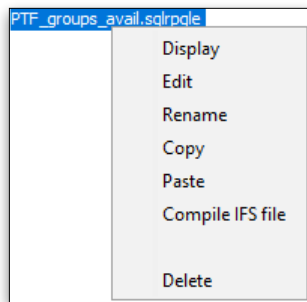 PTF_groups_avail.sqlrpgle
Display
Edit
Rename
Copy
Paste
Compile IFS file
Delete